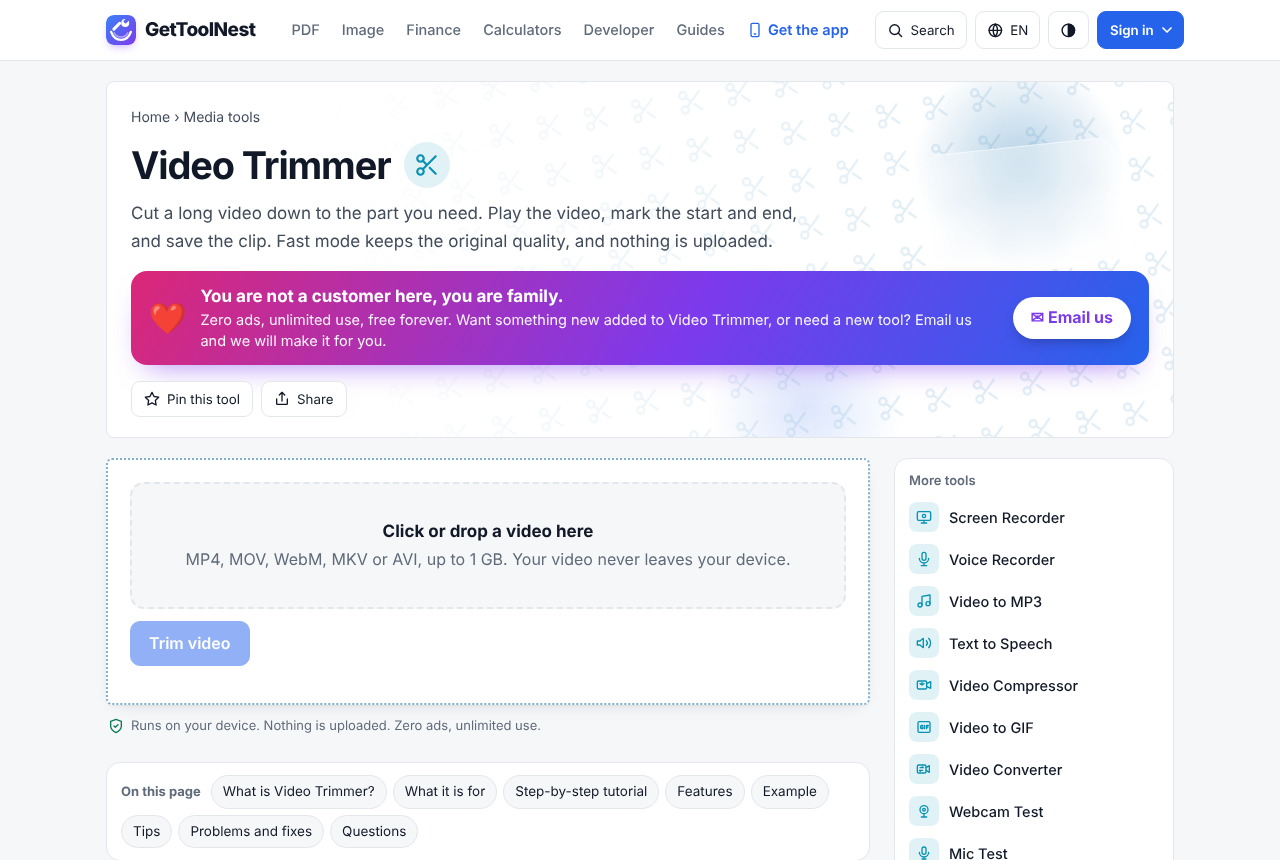 GetToolNest
PDF
Image
Finance
Calculators
Developer
Guides
Get the app
Search
EN
Sign in
Home › Media tools
Video Trimmer
Cut a long video down to the part you need. Play the video, mark the start and end,
and save the clip. Fast mode keeps the original quality, and nothing is uploaded.
You are not a customer here, you are family.
Zero ads, unlimited use, free forever. Want something new added to Video Trimmer, or need a new tool? Email us
and we will make it for you.
✉ Email us
Pin this tool
Share
Click or drop a video here
MP4, MOV, WebM, MKV or AVI, up to 1 GB. Your video never leaves your device.
Trim video
Runs on your device. Nothing is uploaded. Zero ads, unlimited use.
On this page
What is Video Trimmer?
What it is for
Step-by-step tutorial
Features
Example
Tips
Problems and fixes
Questions
More tools
Screen Recorder
Voice Recorder
Video to MP3
Text to Speech
Video Compressor
GIF
Video to GIF
Video Converter
Webcam Test
Mic Test